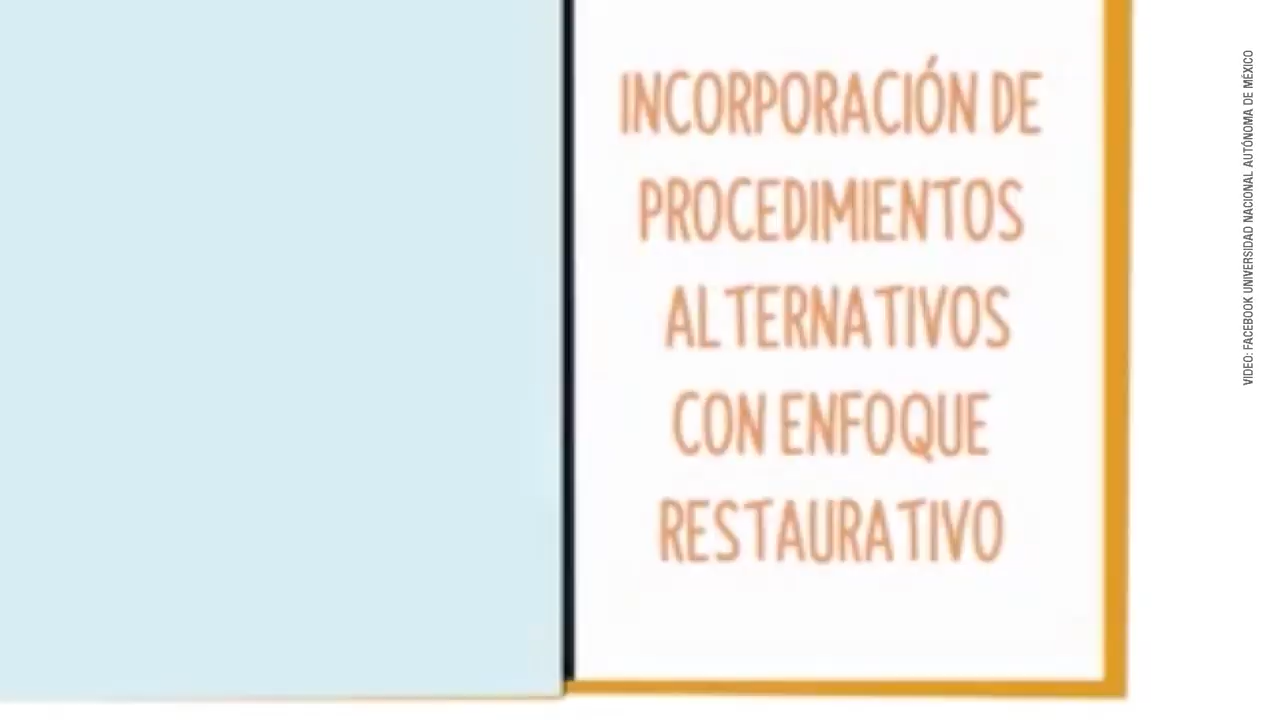 INCORPORACIÓN DE
PROCEDIMIENTOS
ALTERNATIVOS
CON ENFOQUE
RESTAURATIVO
VIDEO: FACEBOOK UNIVERSIDAD NACIONAL AUTÓNOMA DE MÉXICO